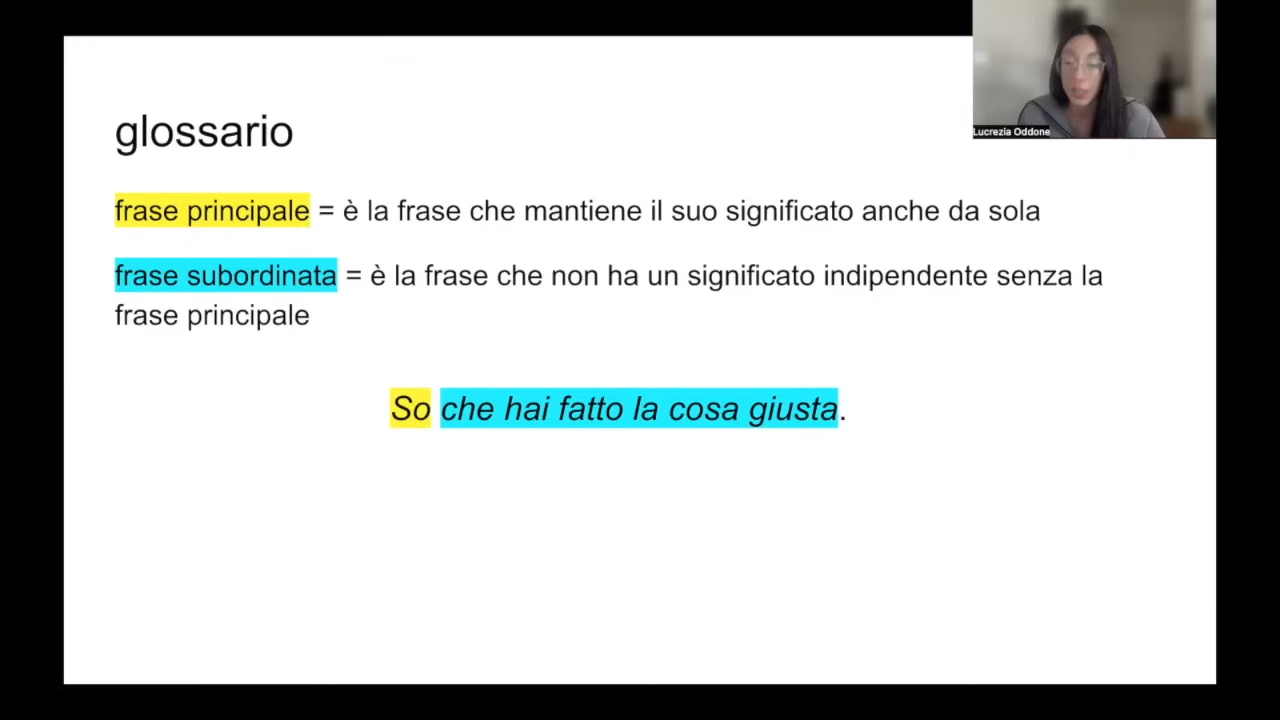 glossario
Lucrezia Oddone
frase principale = è la frase che mantiene il suo significato anche da sola
frase subordinata = è la frase che non ha un significato indipendente senza la
frase principale
So che hai fatto la cosa giusta.